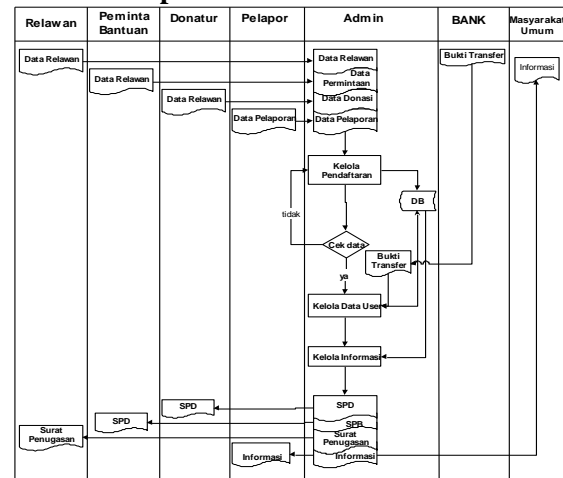 Relawan
Peminta
Bantuan
Donatur
Pelapor
Admin
BANK
Masyarakat
Umum
Data Relawan
Data Relawan
Data Relawan
Data Pelaporan
Data Relawan
Data
Permintaan
Data Donasi
Data Pelaporan
Bukti Transfer
Informasi
Kelola
Pendaftaran
DB
tidak
Cek data
Bukti
Transfer
ya
Kelola Data User
Kelola Informasi
SPD
SPD
Surat
Penugasan
Informasi
SPD
SPB
Surat
Penugasan
Informasi